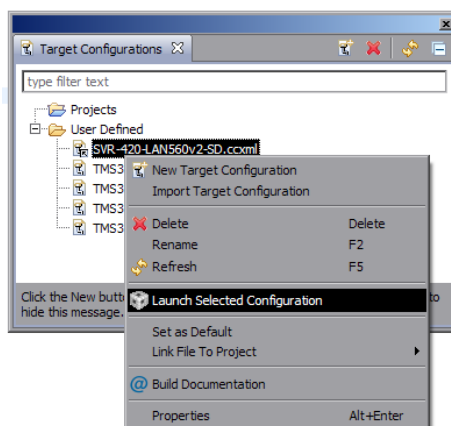 Target Configurations
type filter text
Projects
User Defined
SVR-420-LAN560v2-SD.ccxml
TMS3
TMS3
TMS3
TMS3
New Target Configuration
Import Target Configuration
Delete Delete
Rename F2
Refresh F5
Launch Selected Configuration
Set as Default
Link File To Project
Build Documentation
Properties Alt+Enter
Click the New to
hide this message.